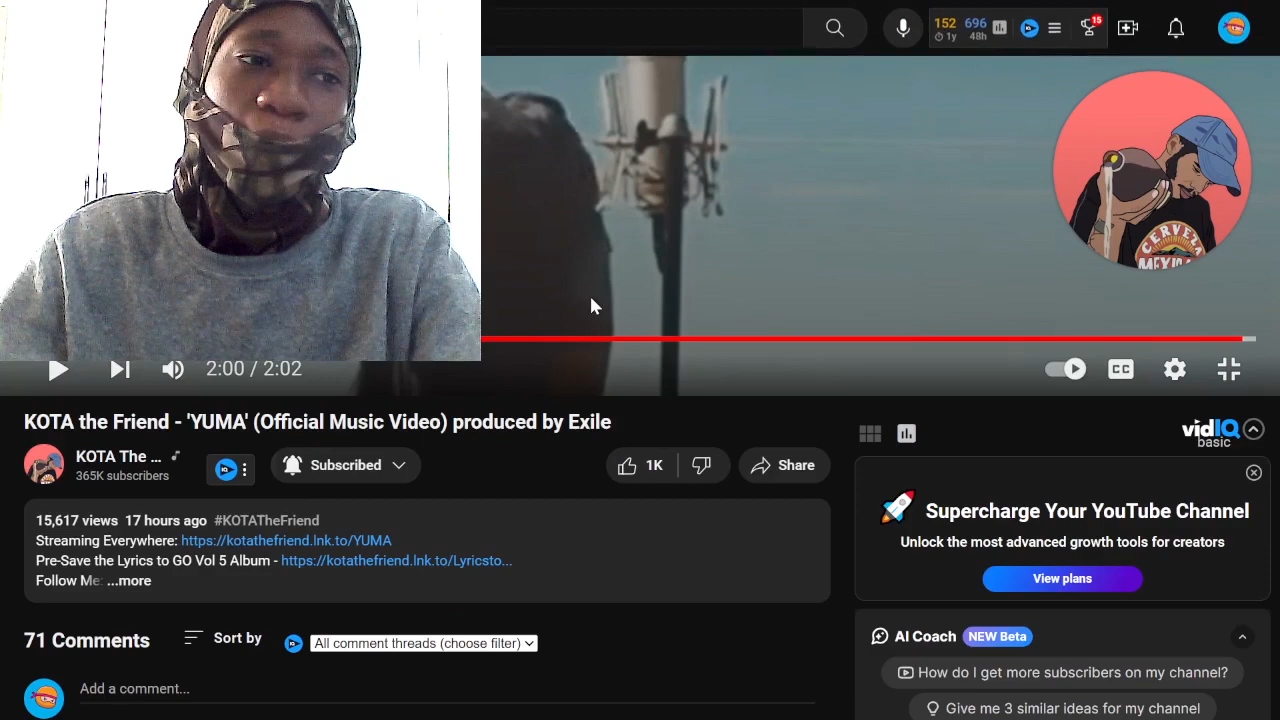 152 696
1y 48h
15
CERVEZA
2:00 / 2:02
CC
KOTA the Friend - 'YUMA' (Official Music Video) produced by Exile
KOTA The ...
365K subscribers
IQ
Subscribed
1K
Share
vidIQ
basic
15,617 views 17 hours ago #KOTATheFriend
Streaming Everywhere: https://kotathefriend.lnk.to/YUMA
Pre-Save the Lyrics to GO Vol 5 Album - https://kotathefriend.lnk.to/Lyricsto...
Follow Me: ...more
Supercharge Your YouTube Channel
Unlock the most advanced growth tools for creators
View plans
71 Comments
Sort by
All comment threads (choose filter)
AI Coach NEW Beta
How do I get more subscribers on my channel?
Give me 3 similar ideas for my channel
Add a comment...